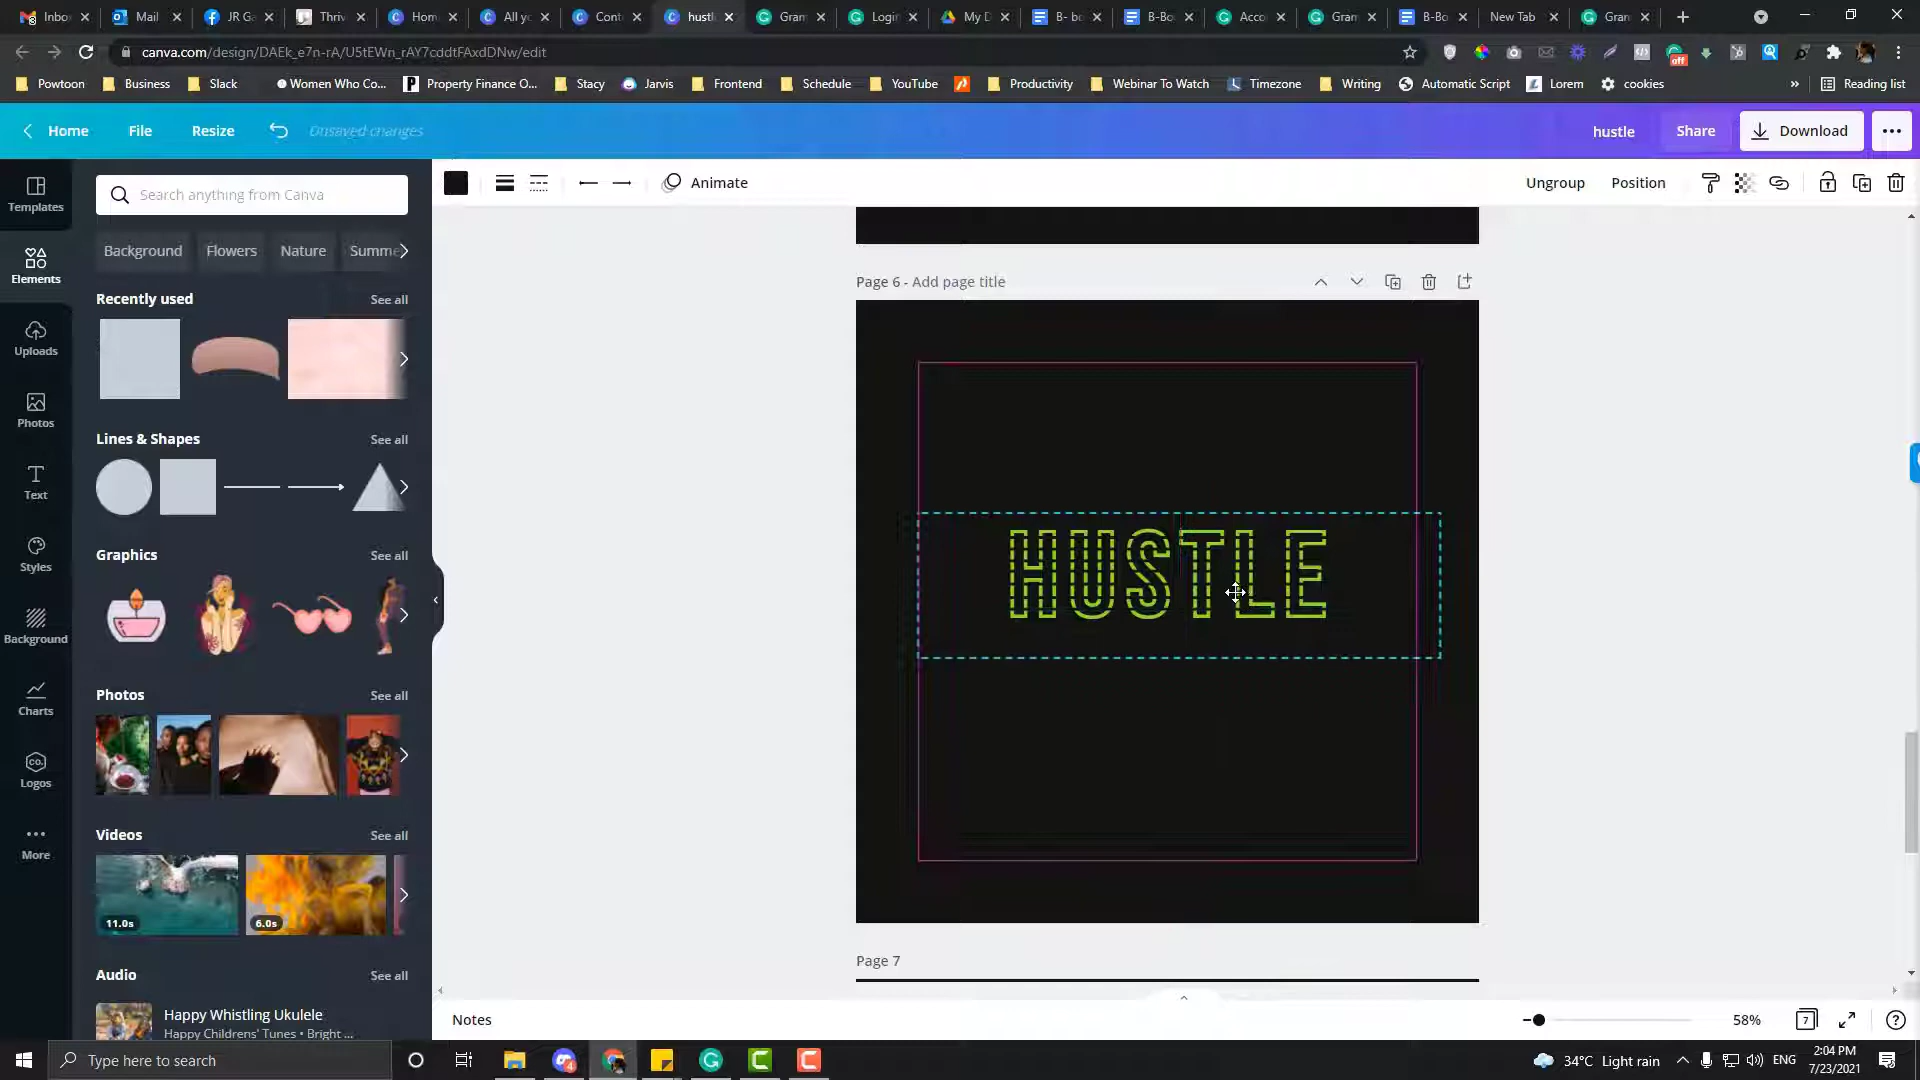 Inbo
Mail
JR Ga
Thriv
Hom
All yo
Cont
hustl
Gram
Login
My D
B- bo
B-Bo
Acco
Gram
B-Bo
New Tab
Gram
canva.com/design/DAEk_e7n-rA/U5tEWn_rAY7cddtFAxdDNw/edit
off
Powtoon
Business
Slack
Women Who Co...
Property Finance O...
Stacy
Jarvis
Frontend
Schedule
YouTube
Productivity
Webinar To Watch
Timezone
Writing
Automatic Script
Lorem
cookies
»
Reading list
Home
File
Resize
Unsaved changes
hustle
Share
Download
Templates
Elements
Uploads
Photos
Text
Styles
Background
Charts
CO.
Logos
More
Search anything from Canva
Background
Flowers
Nature
Summe
Recently used
See all
Lines & Shapes
See all
Graphics
See all
Photos
See all
Videos
See all
11.0s
6.0s
Audio
See all
Happy Whistling Ukulele
Happy Childrens' Tunes • Bright ...
Animate
Ungroup
Position
Page 6 - Add page title
HUSTLE
Page 7
Notes
58%
7
Type here to search
34°C Light rain
ENG
2:04 PM
7/23/2021